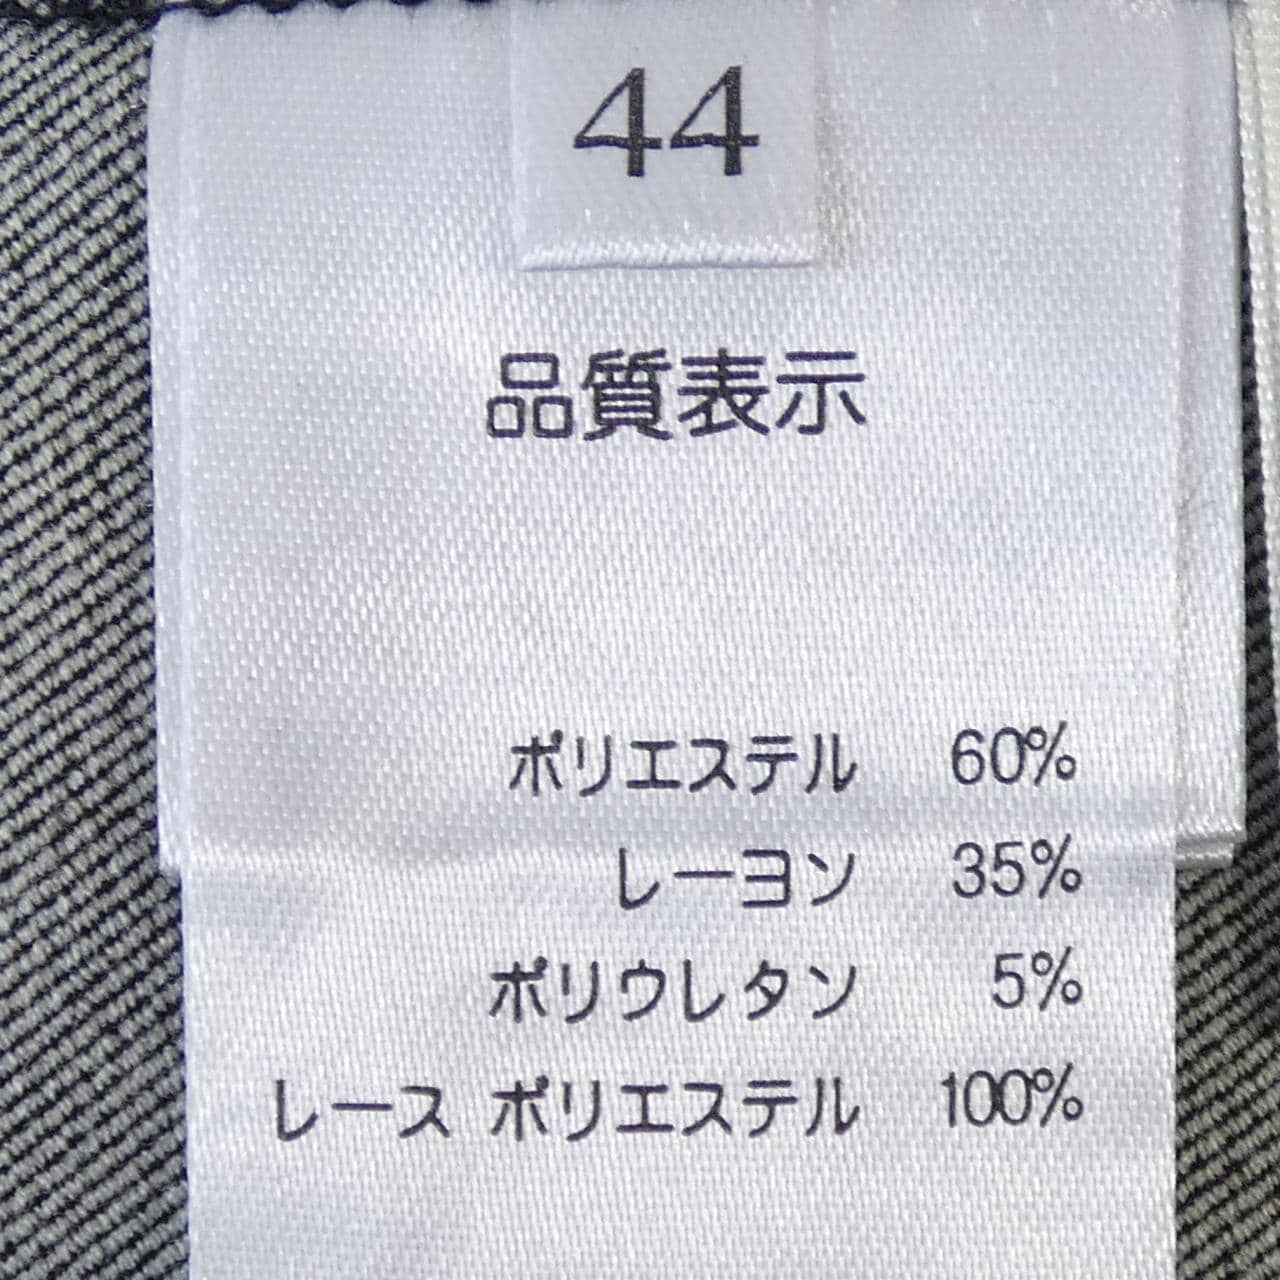 44
品質表示
ポリエステル 60%
レーヨン 35%
ポリウレタン 5%
レース ポリエステル 100%